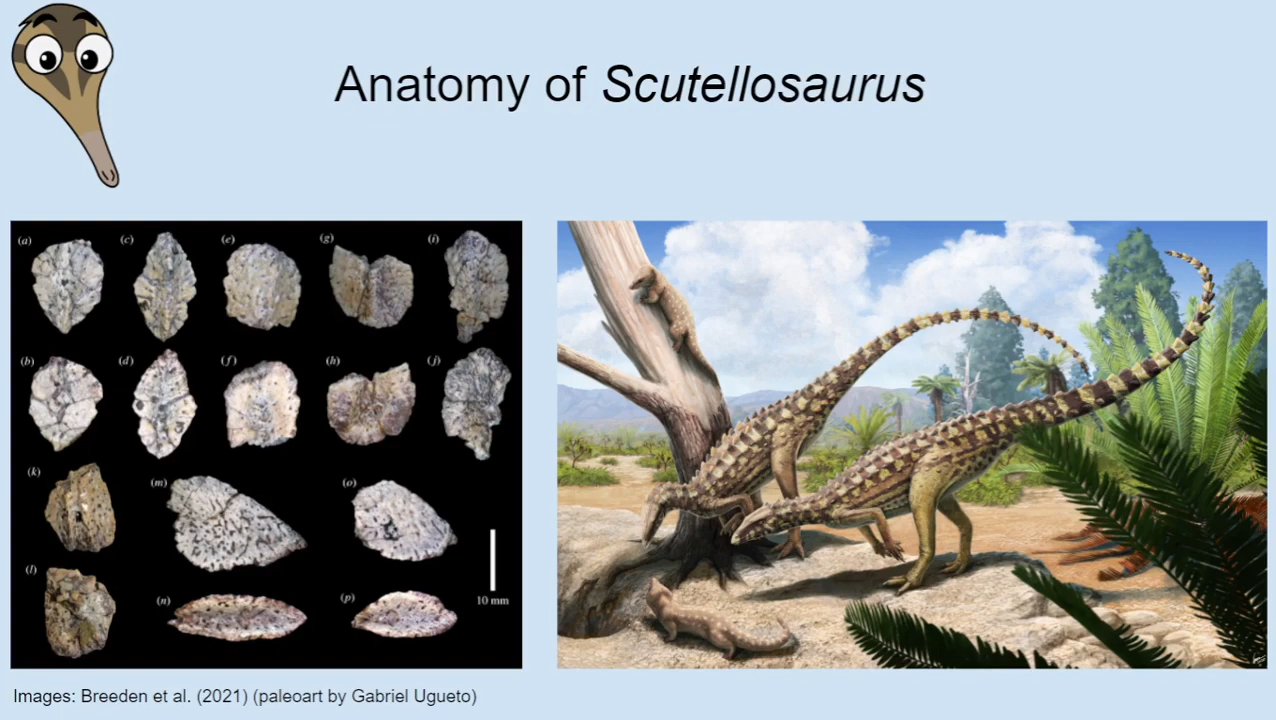 Anatomy of Scutellosaurus
(a)
(c)
(e)
(g)
(i)
(b)
(d)
(f)
(h)
(j)
(k)
(m)
(o)
10 mm
(l)
(n)
(p)
Images: Breeden et al. (2021) (paleoart by Gabriel Ugueto)